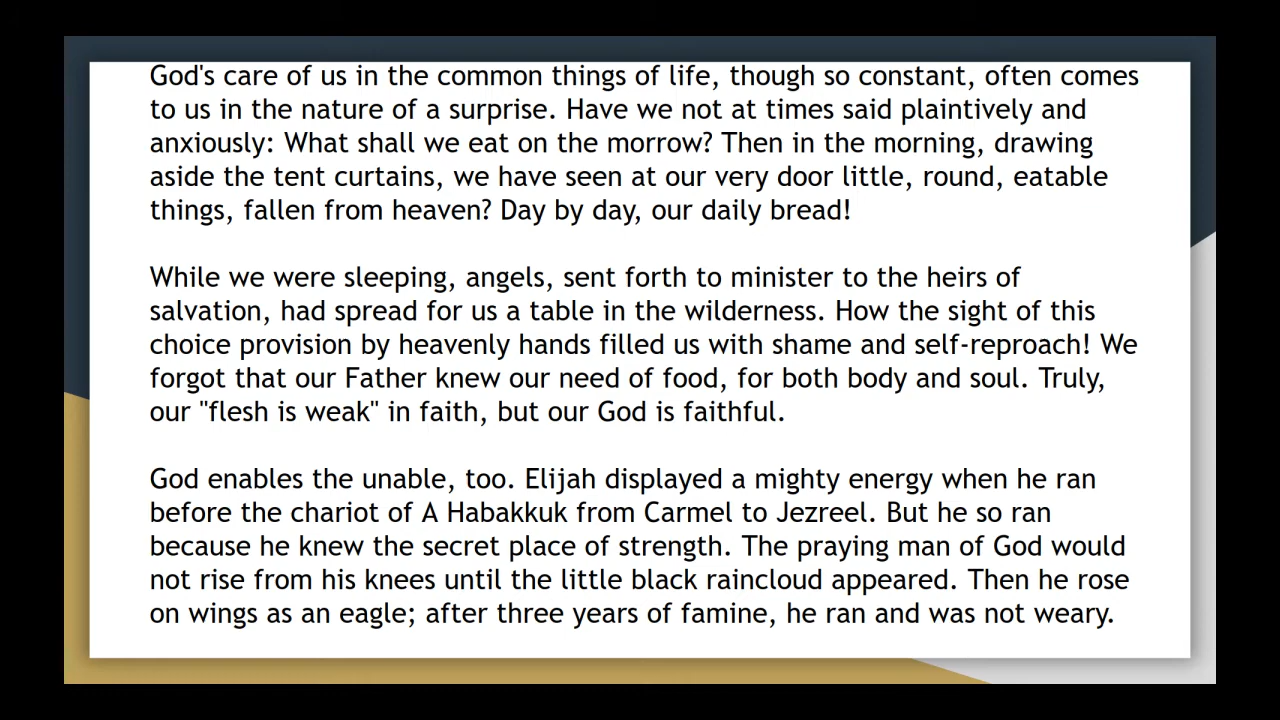 God's care of us in the common things of life, though so constant, often comes
to us in the nature of a surprise. Have we not at times said plaintively and
anxiously: What shall we eat on the morrow? Then in the morning, drawing
aside the tent curtains, we have seen at our very door little, round, eatable
things, fallen from heaven? Day by day, our daily bread!
While we were sleeping, angels, sent forth to minister to the heirs of
salvation, had spread for us a table in the wilderness. How the sight of this
choice provision by heavenly hands filled us with shame and self-reproach! We
forgot that our Father knew our need of food, for both body and soul. Truly,
our "flesh is weak" in faith, but our God is faithful.
God enables the unable, too. Elijah displayed a mighty energy when he ran
before the chariot of A Habakkuk from Carmel to Jezreel. But he so ran
because he knew the secret place of strength. The praying man of God would
not rise from his knees until the little black raincloud appeared. Then he rose
on wings as an eagle; after three years of famine, he ran and was not weary.